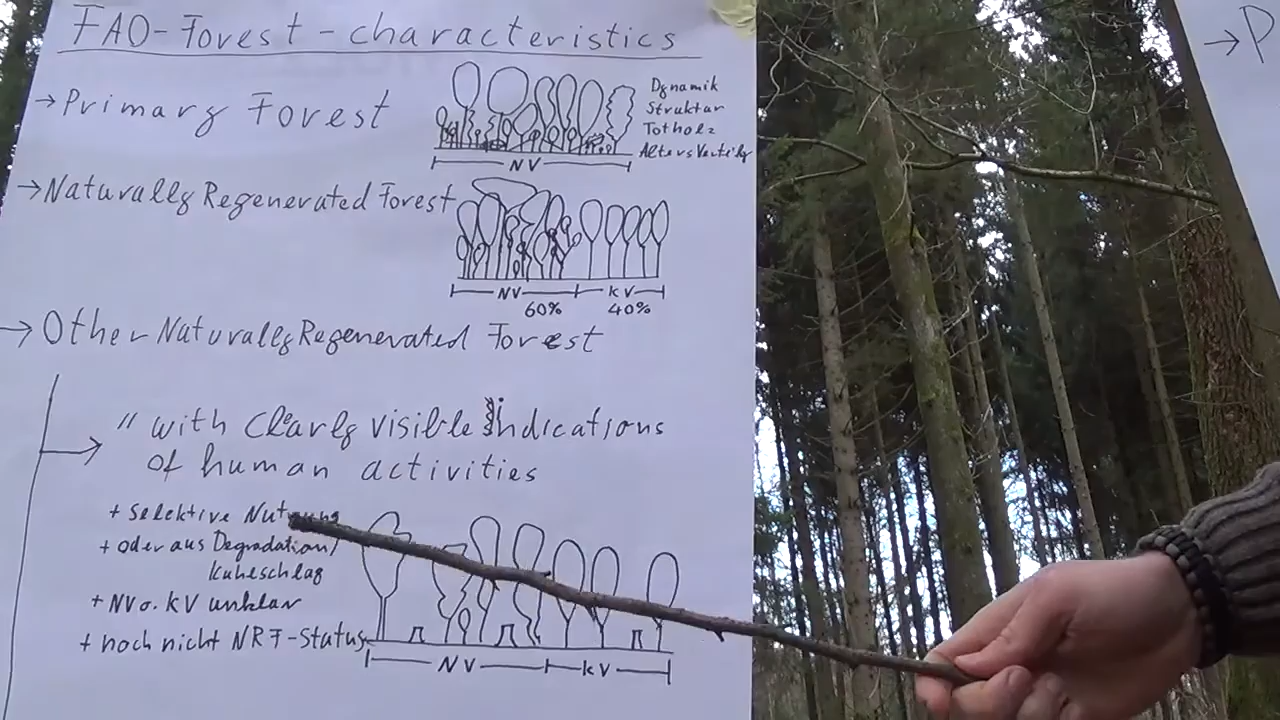 FAO-Forest-characteristics
→Primary Forest
Dynamik
Struktur
Totholz
NV
→Naturally Regenerated Forest
NV kV
60% 40%
→Other Naturally Regenerated Forest
→ " with Clearly visible indications
of human activities
+ Selektive Nutzung
+ oder aus Degradation/
Kahlschlag
+ NV o. kV unklar
+ noch nicht NRF-Status
NV kV
→P